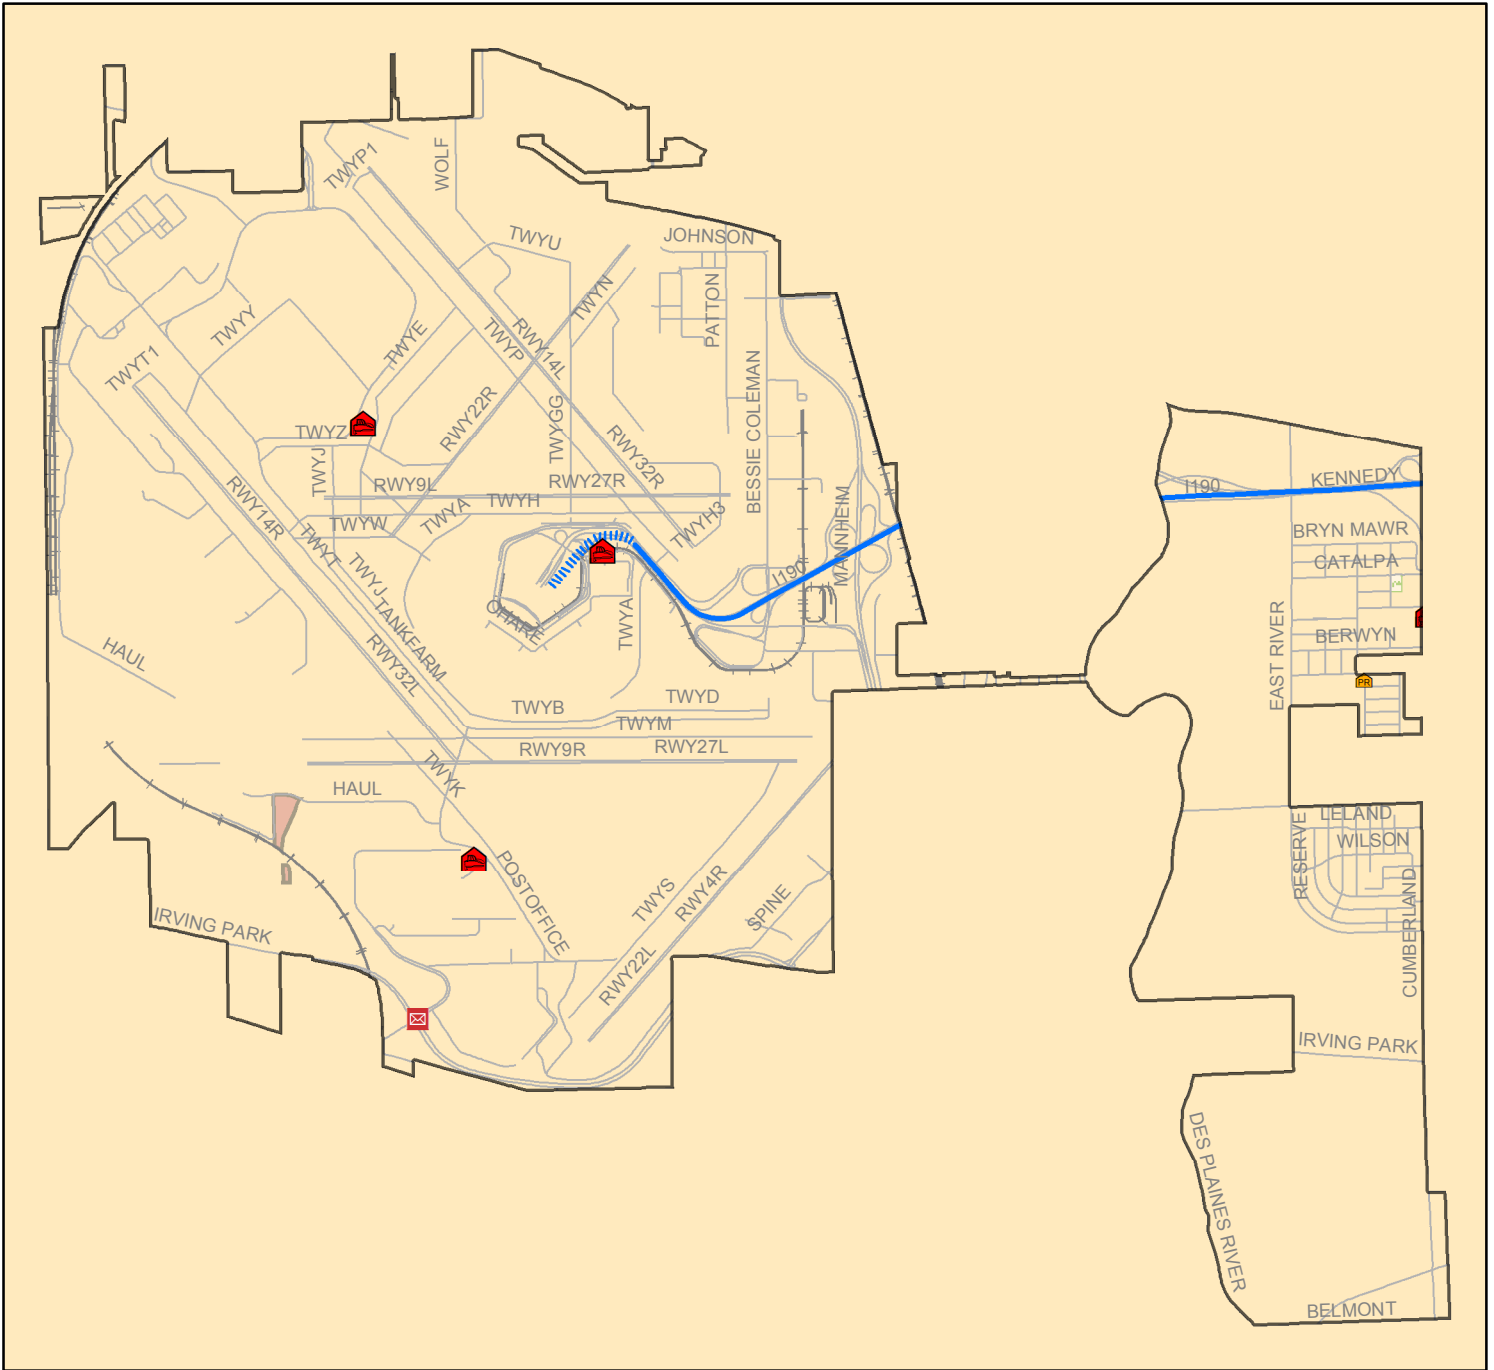 WOLF
TWYP1
TWYU
JOHNSON
TWYN
PATTON
TWYY
TWYE
TWYP
RWY14L
TWYT1
BESSIE COLEMAN
RWY22R
TWYGG
TWYZ
RWY32R
TWYJ
RWY9L
RWY27R
KENNEDY
I190
TWYH
RWY14R
TWYW
TWYA
TWYH3
MANNHEIM
BRYN MAWR
TWYT
CATALPA
TWYJ
I190
OHARE
TWYA
TANKFARM
BERWYN
EAST RIVER
HAUL
RWY32L
PR
TWYD
TWYB
TWYM
RWY9R
RWY27L
TWYK
HAUL
LELAND
WILSON
RESERVE
POSTOFFICE
TWYS
RWY4R
SPINE
CUMBERLAND
IRVING PARK
RWY22L
IRVING PARK
DES PLAINES RIVER
BELMONT